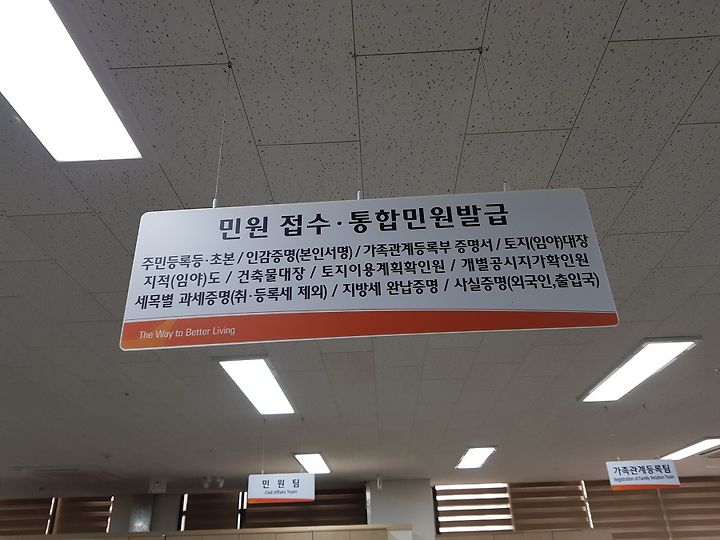 민원 접수·통합민원발급
주민등록등·초본 / 인감증명(본인서명) / 가족관계등록부 증명서 / 토지(임야)대장
지적(임야)도 / 건축물대장 / 토지이용계획확인원 / 개별공시지가확인원
세목별 과세증명(취·등록세 제외) / 지방세 완납증명 / 사실증명(외국인,출입국)
The Way to Better Living
민원팀
Civil Affairs Team
가족관계등록팀
Registration of Family Relation Team